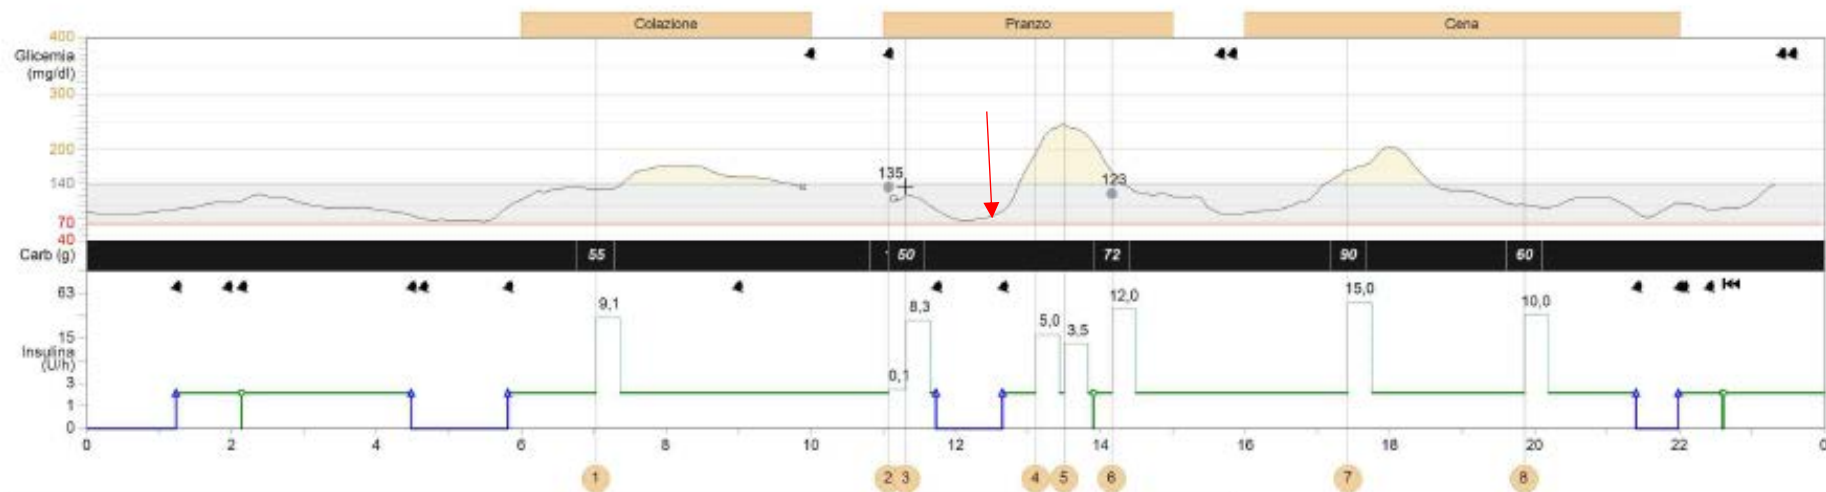 Colazione Pranzo Cena
400
Glicemia
(mg/dl)
300
200
140
135
123
70
40
Carb (g) 55 50 72 90 60
63
9,1 8,3 5,0 3,5 12,0 15,0 10,0
15
Insulina
(U/h)
3
0,1
1
0
0 2 4 6 8 10 12 14 16 18 20 22 0
1 2 3 4 5 6 7 8